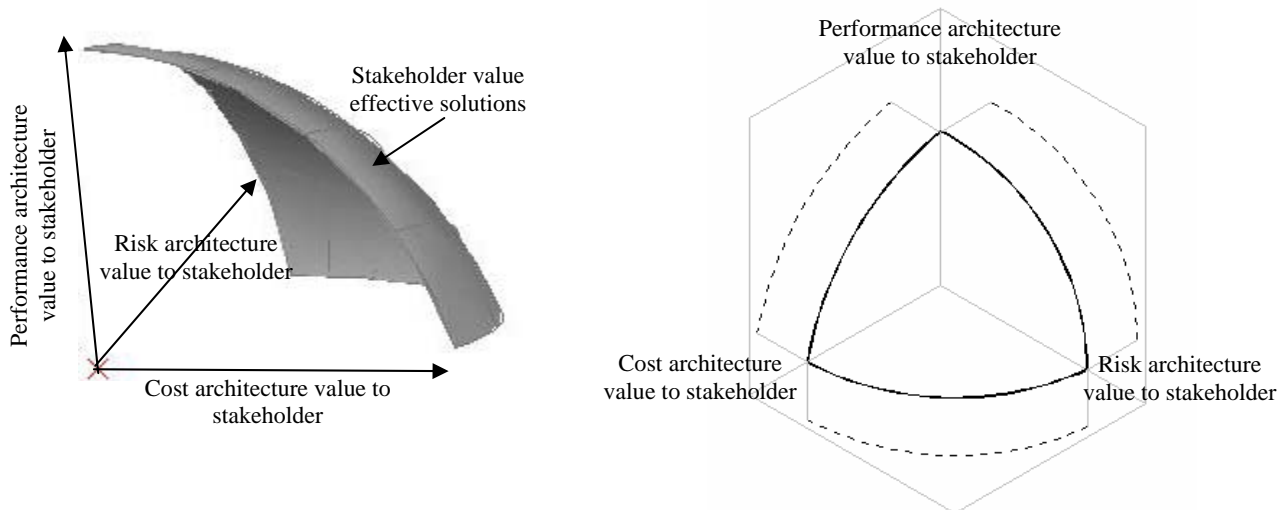 Performance architecture
value to stakeholder
Stakeholder value
effective solutions
Risk architecture
value to stakeholder
Cost architecture value to
stakeholder
Performance architecture
value to stakeholder
Cost architecture
value to stakeholder
Risk architecture
value to stakeholder